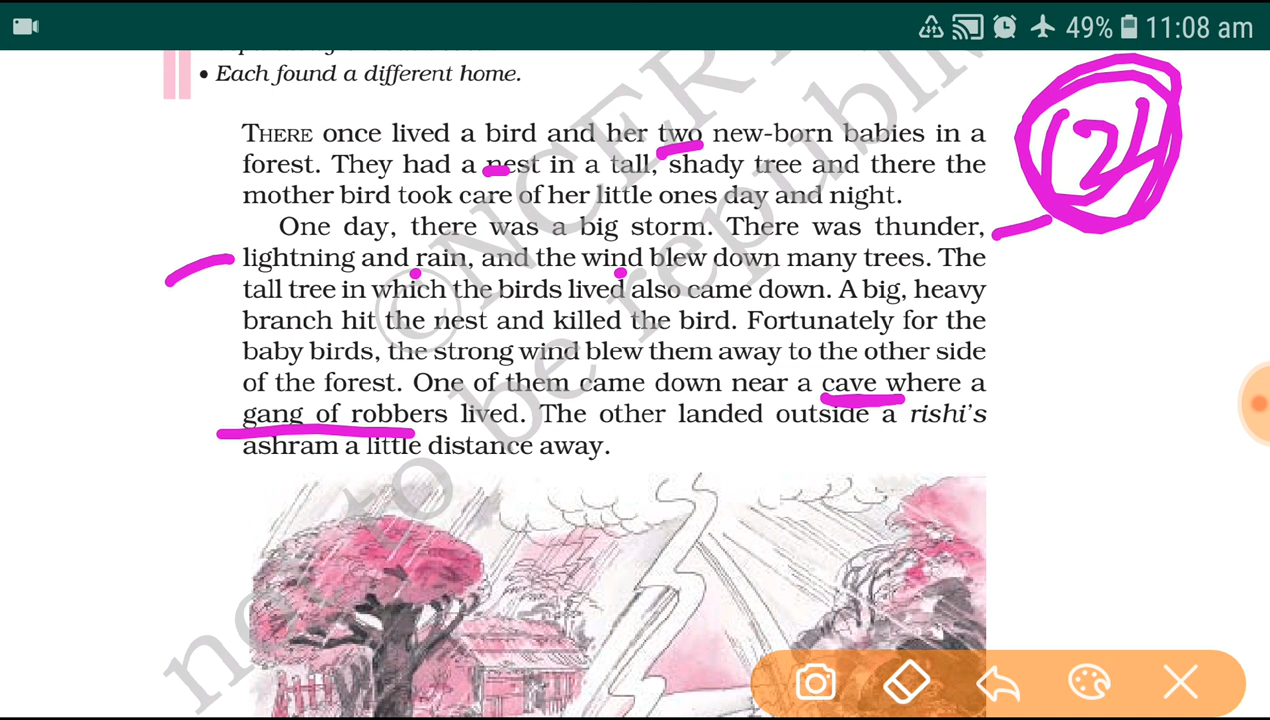 49% 11:08 am
• Each found a different home.
THERE once lived a bird and her two new-born babies in a
forest. They had a nest in a tall, shady tree and there the
mother bird took care of her little ones day and night.
One day, there was a big storm. There was thunder,
lightning and rain, and the wind blew down many trees. The
tall tree in which the birds lived also came down. A big, heavy
branch hit the nest and killed the bird. Fortunately for the
baby birds, the strong wind blew them away to the other side
of the forest. One of them came down near a cave where a
gang of robbers lived. The other landed outside a rishi's
ashram a little distance away.
©NCERT
not to be republi